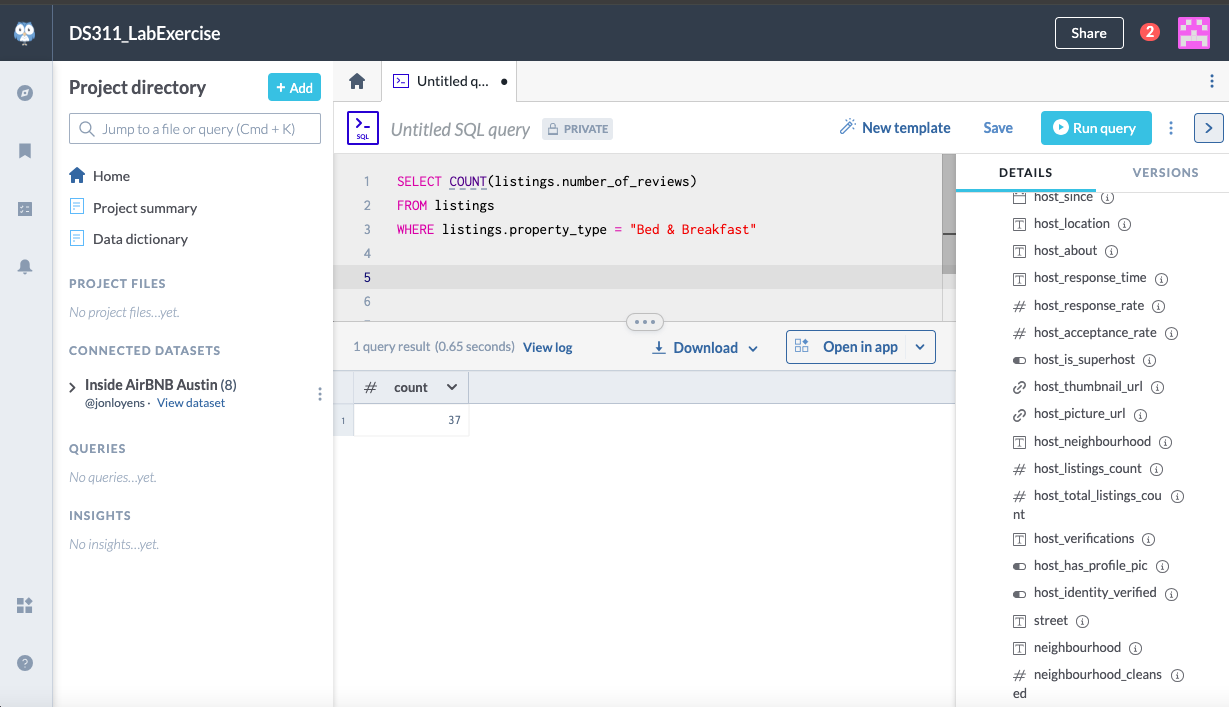 DS311_LabExercise
Share
2
Project directory
+ Add
Jump to a file or query (Cmd + K)
Home
Project summary
Data dictionary
PROJECT FILES
No project files...yet.
CONNECTED DATASETS
Inside AirBNB Austin (8)
@jonloyens · View dataset
QUERIES
No queries...yet.
INSIGHTS
No insights...yet.
Untitled q... ●
SQL
Untitled SQL query
PRIVATE
New template
Save
Run query
1 SELECT COUNT(listings.number_of_reviews)
2 FROM listings
3 WHERE listings.property_type = "Bed & Breakfast"
4
5
6
1 query result (0.65 seconds) View log
Download
Open in app
# count
1 37
DETAILS
VERSIONS
host_since
host_location
host_about
host_response_time
# host_response_rate
# host_acceptance_rate
host_is_superhost
host_thumbnail_url
host_picture_url
host_neighbourhood
# host_listings_count
# host_total_listings_cou
nt
host_verifications
host_has_profile_pic
host_identity_verified
street
neighbourhood
# neighbourhood_cleans
ed